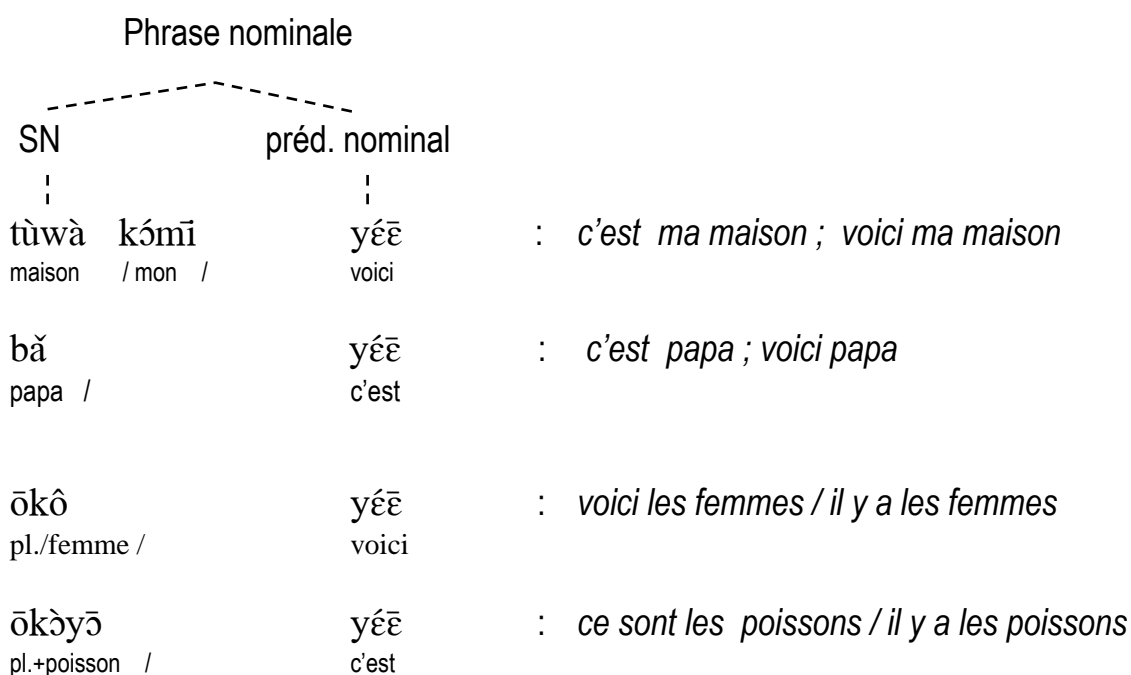 Phrase nominale
SN préd. nominal
tùwà kɔ́mī yɛ́ɛ̄ : c’est ma maison ; voici ma maison
maison / mon / voici
bǎ yɛ́ɛ̄ : c’est papa ; voici papa
papa / c’est
ōkô yɛ́ɛ̄ : voici les femmes / il y a les femmes
pl./femme / voici
ōkɔ̀yɔ̄ yɛ́ɛ̄ : ce sont les poissons / il y a les poissons
pl.+poisson / c’est